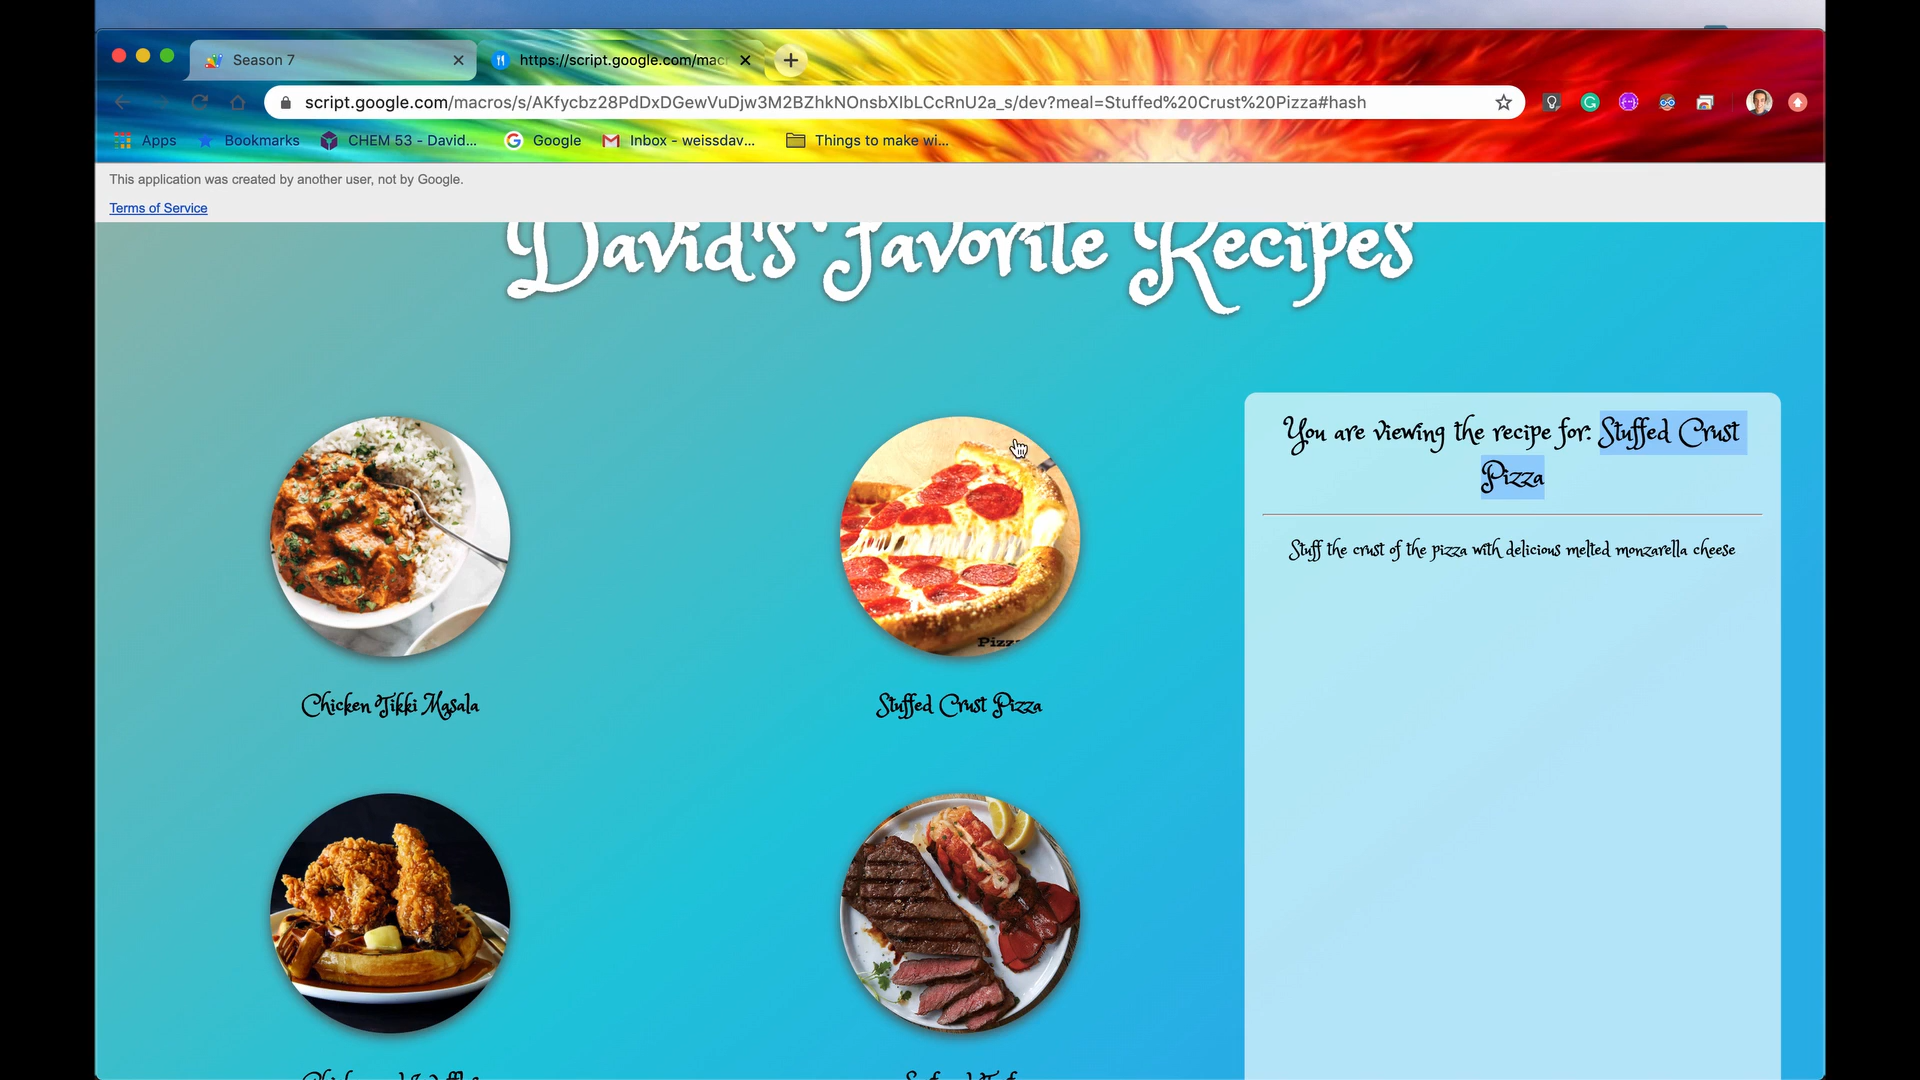 Season 7
https://script.google.com/mac
script.google.com/macros/s/AKfycbz28PdDxDGewVuDjw3M2BZhkNOnsbXIbLCcRnU2a_s/dev?meal=Stuffed%20Crust%20Pizza#hash
Apps Bookmarks CHEM 53 - David... Google Inbox - weissdav... Things to make wi...
This application was created by another user, not by Google.
Terms of Service
David's Favorite Recipes
You are viewing the recipe for: Stuffed Crust
Pizza
Stuff the crust of the pizza with delicious melted monzarella cheese
Pizz
Chicken Tikki Masala
Stuffed Crust Pizza